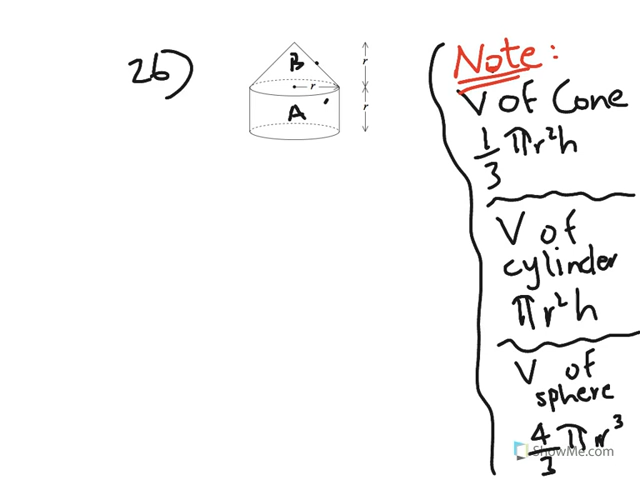 26)
B
r
r
r
A
Note:
V of Cone
1/3 πr²h
V of
cylinder
πr²h
V of
sphere
4/3 πr³
ShowMe.com